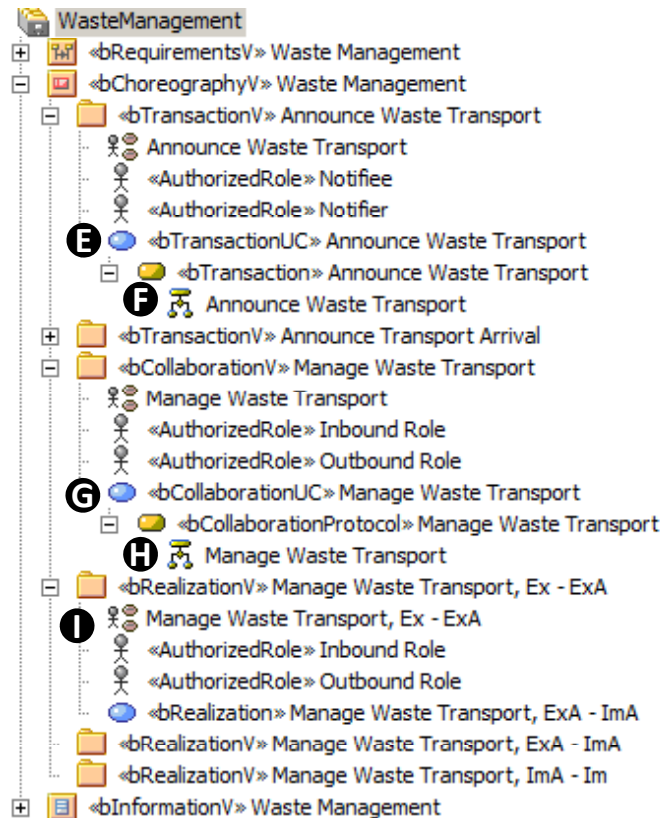 WasteManagement
«bRequirementsV» Waste Management
«bChoreographyV» Waste Management
«bTransactionV» Announce Waste Transport
Announce Waste Transport
«AuthorizedRole» Notifiee
«AuthorizedRole» Notifier
E «bTransactionUC» Announce Waste Transport
«bTransaction» Announce Waste Transport
F Announce Waste Transport
«bTransactionV» Announce Transport Arrival
«bCollaborationV» Manage Waste Transport
Manage Waste Transport
«AuthorizedRole» Inbound Role
«AuthorizedRole» Outbound Role
G «bCollaborationUC» Manage Waste Transport
«bCollaborationProtocol» Manage Waste Transport
H Manage Waste Transport
«bRealizationV» Manage Waste Transport, Ex - ExA
I Manage Waste Transport, Ex - ExA
«AuthorizedRole» Inbound Role
«AuthorizedRole» Outbound Role
«bRealization» Manage Waste Transport, ExA - ImA
«bRealizationV» Manage Waste Transport, ExA - ImA
«bRealizationV» Manage Waste Transport, ImA - Im
«bInformationV» Waste Management